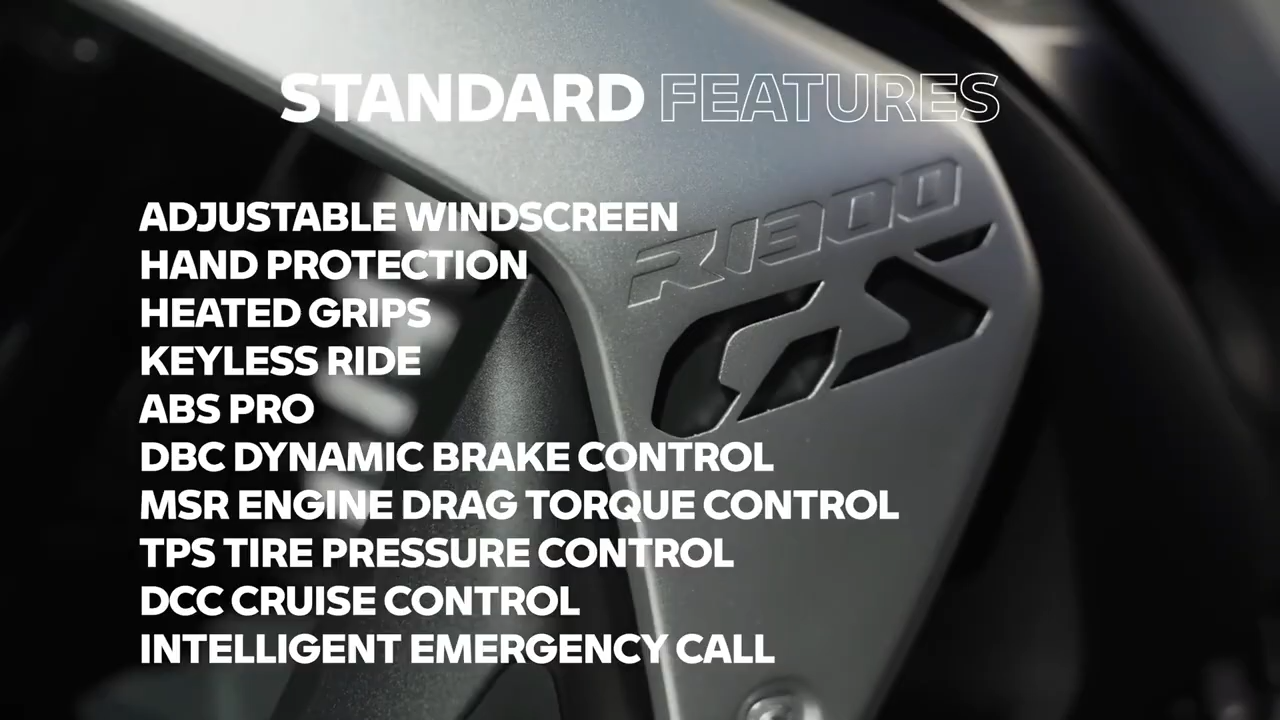 STANDARD FEATURES
R1300
GS
ADJUSTABLE WINDSCREEN
HAND PROTECTION
HEATED GRIPS
KEYLESS RIDE
ABS PRO
DBC DYNAMIC BRAKE CONTROL
MSR ENGINE DRAG TORQUE CONTROL
TPS TIRE PRESSURE CONTROL
DCC CRUISE CONTROL
INTELLIGENT EMERGENCY CALL